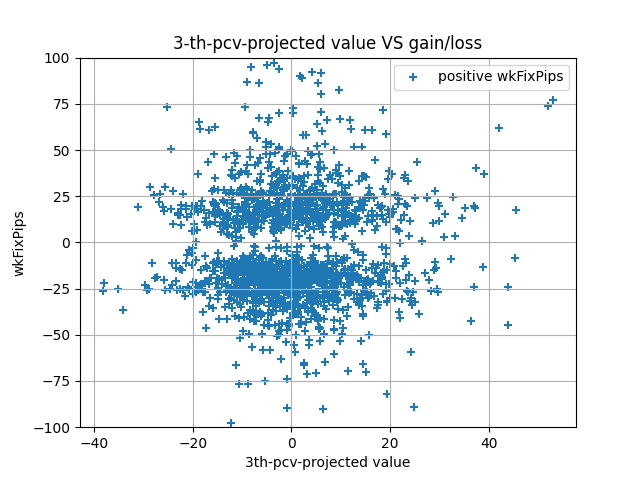 3-th-pcv-projected value VS gain/loss
positive wkFixPips
100
75
50
25
0
−25
−50
−75
−100
wkFixPips
−40 −20 0 20 40
3th-pcv-projected value